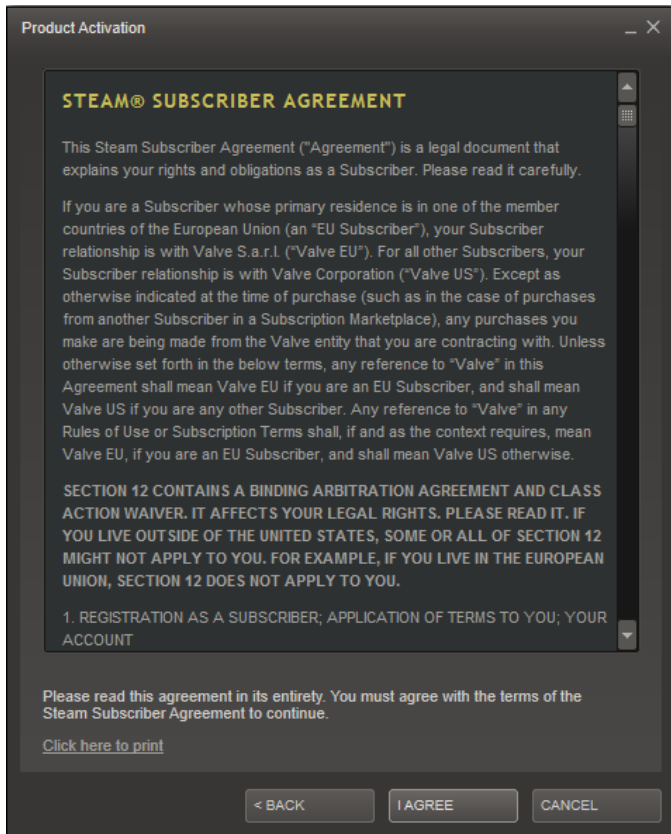 Product Activation
STEAM® SUBSCRIBER AGREEMENT
This Steam Subscriber Agreement ("Agreement") is a legal document that
explains your rights and obligations as a Subscriber. Please read it carefully.
If you are a Subscriber whose primary residence is in one of the member
countries of the European Union (an “EU Subscriber”), your Subscriber
relationship is with Valve S.a.r.l. (“Valve EU”). For all other Subscribers, your
Subscriber relationship is with Valve Corporation (“Valve US”). Except as
otherwise indicated at the time of purchase (such as in the case of purchases
from another Subscriber in a Subscription Marketplace), any purchases you
make are being made from the Valve entity that you are contracting with. Unless
otherwise set forth in the below terms, any reference to “Valve” in this
Agreement shall mean Valve EU if you are an EU Subscriber, and shall mean
Valve US if you are any other Subscriber. Any reference to “Valve” in any
Rules of Use or Subscription Terms shall, if and as the context requires, mean
Valve EU, if you are an EU Subscriber, and shall mean Valve US otherwise.
SECTION 12 CONTAINS A BINDING ARBITRATION AGREEMENT AND CLASS
ACTION WAIVER. IT AFFECTS YOUR LEGAL RIGHTS. PLEASE READ IT. IF
YOU LIVE OUTSIDE OF THE UNITED STATES, SOME OR ALL OF SECTION 12
MIGHT NOT APPLY TO YOU. FOR EXAMPLE, IF YOU LIVE IN THE EUROPEAN
UNION, SECTION 12 DOES NOT APPLY TO YOU.
1. REGISTRATION AS A SUBSCRIBER; APPLICATION OF TERMS TO YOU; YOUR
ACCOUNT
Please read this agreement in its entirety. You must agree with the terms of the
Steam Subscriber Agreement to continue.
Click here to print
< BACK
I AGREE
CANCEL